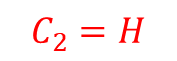 C₂ = H